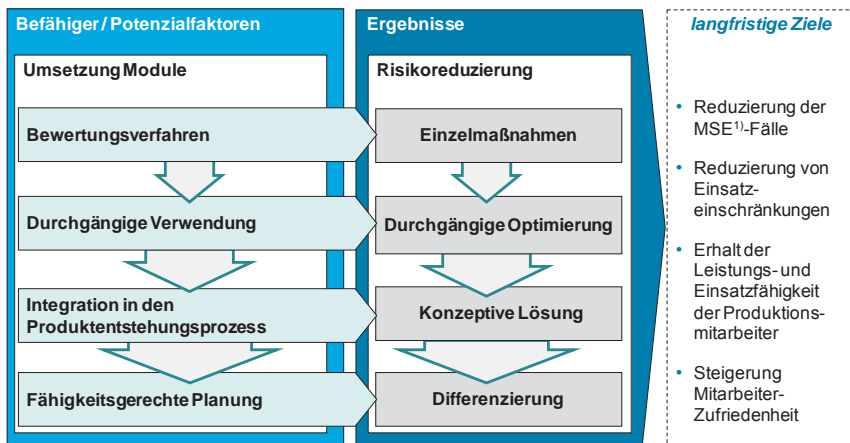 Befähiger / Potenzialfaktoren
Umsetzung Module
Bewertungsverfahren
Durchgängige Verwendung
Integration in den
Produktentstehungsprozess
Fähigkeitsgerechte Planung
Ergebnisse
Risikoreduzierung
Einzelmaßnahmen
Durchgängige Optimierung
Konzeptive Lösung
Differenzierung
langfristige Ziele
• Reduzierung der
MSE¹⁾-Fälle
• Reduzierung von
Einsatz-
einschränkungen
• Erhalt der
Leistungs- und
Einsatzfähigkeit
der Produktions-
mitarbeiter
• Steigerung
Mitarbeiter-
Zufriedenheit